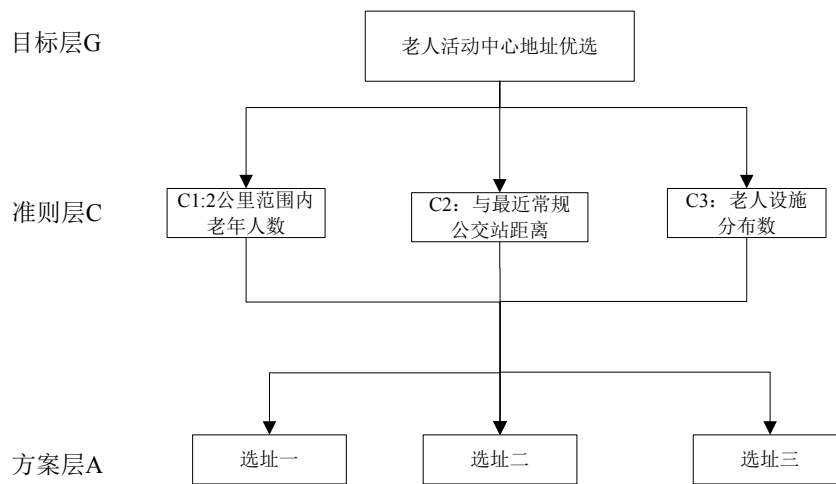 目标层G
老人活动中心地址优选
准则层C
C1:2公里范围内
老年人数
C2：与最近常规
公交站距离
C3：老人设施
分布数
方案层A
选址一
选址二
选址三